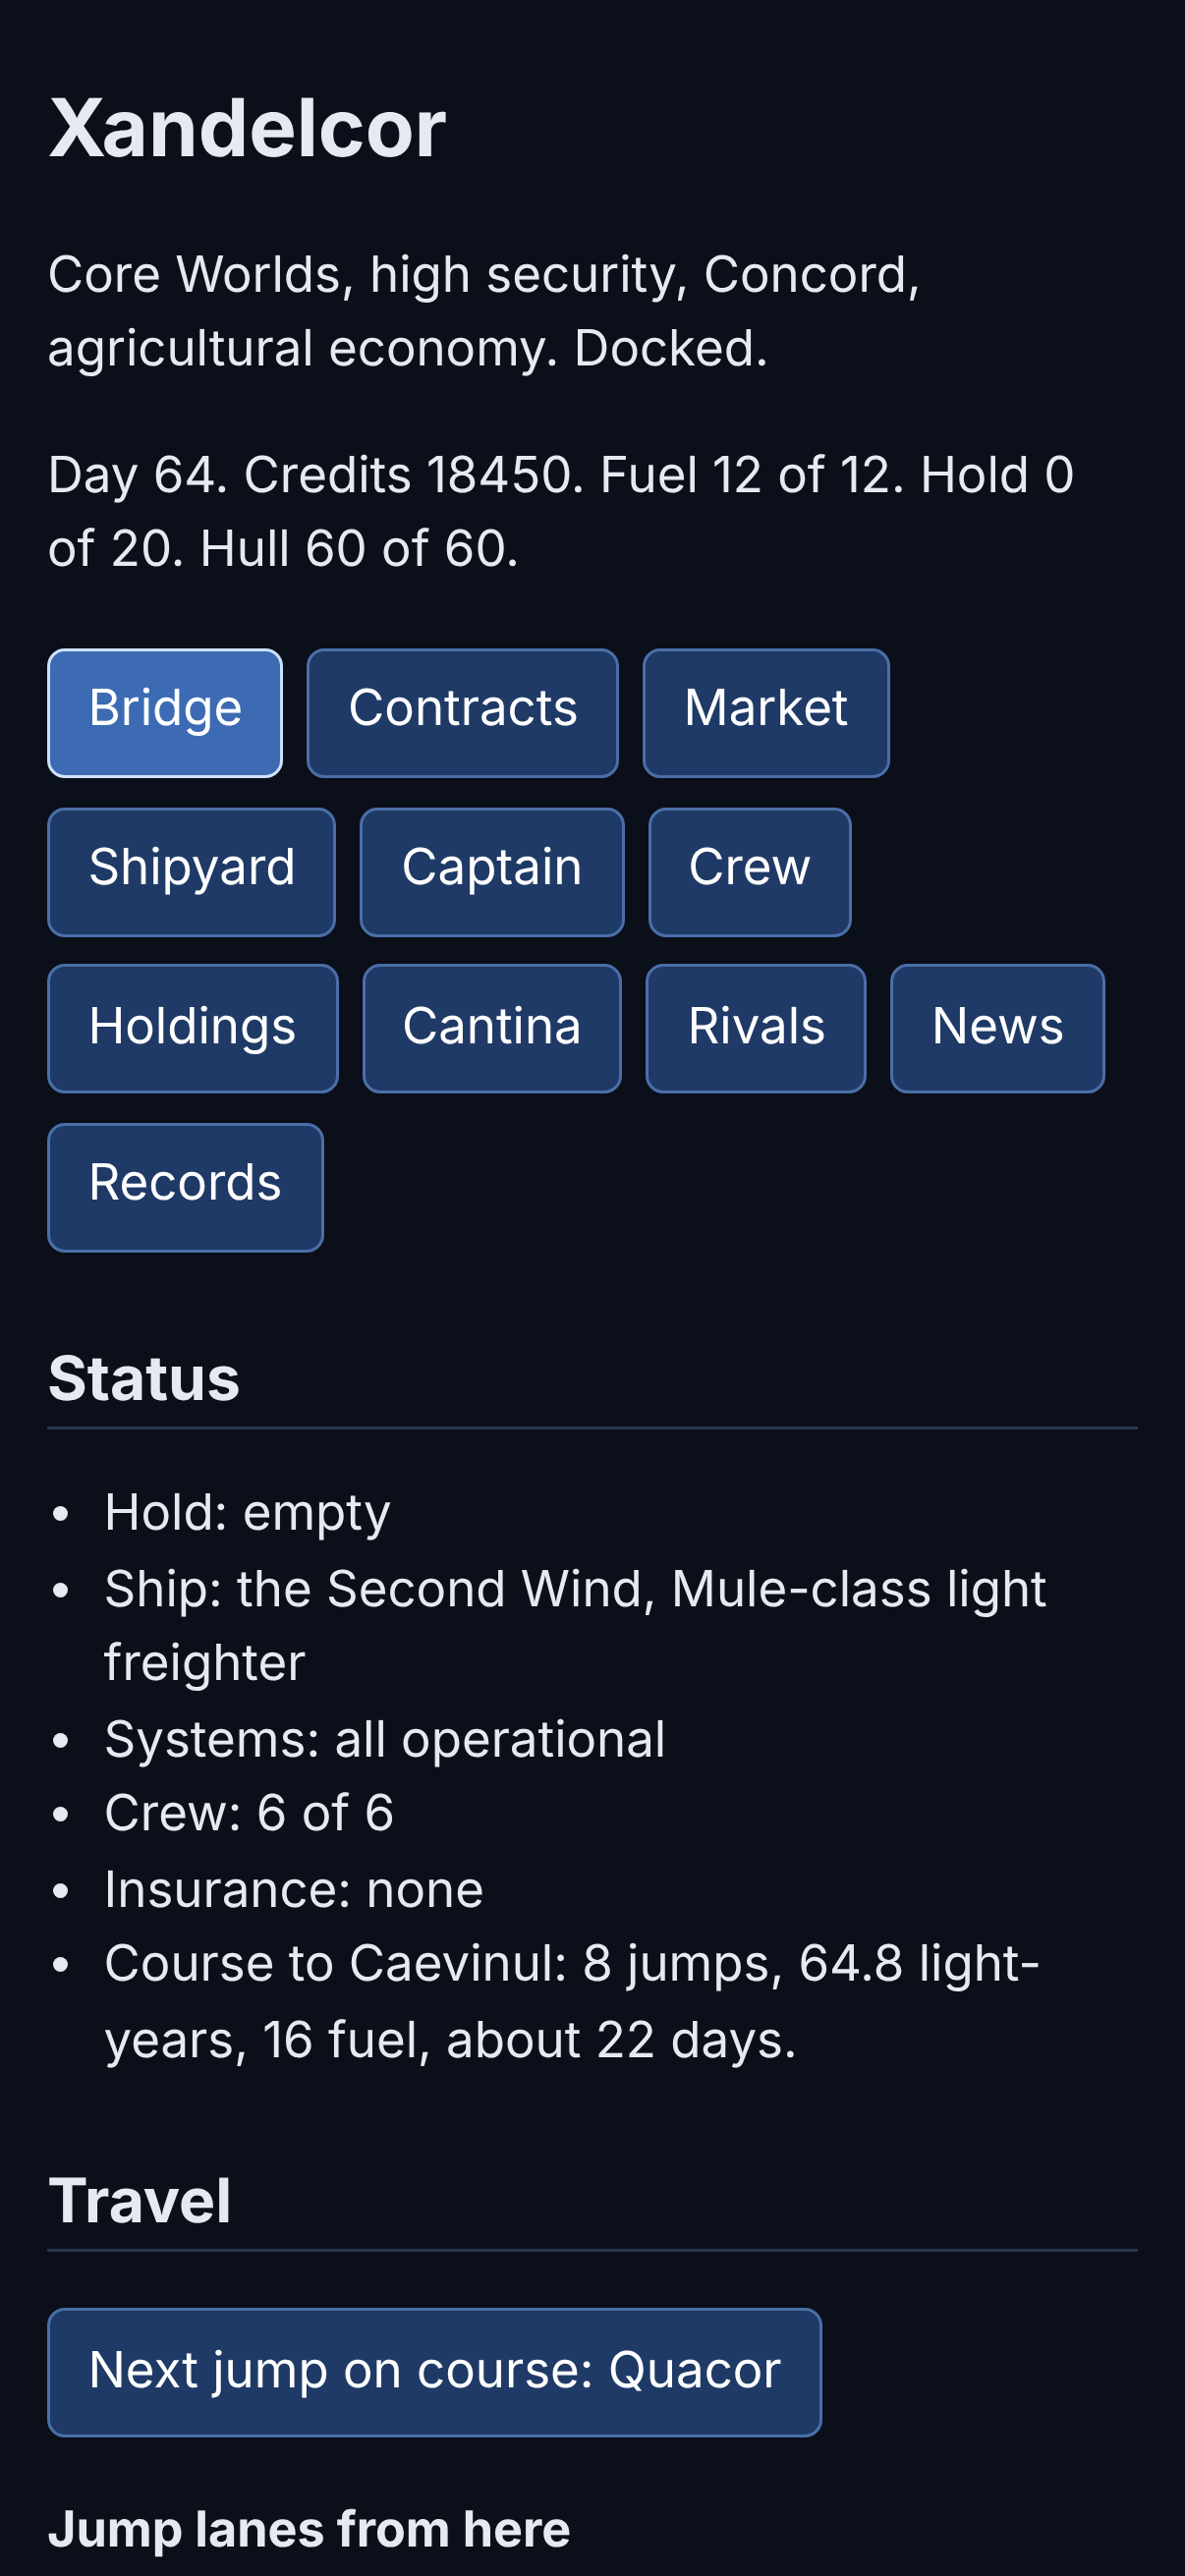 Xandelcor
Core Worlds, high security, Concord,
agricultural economy. Docked.
Day 64. Credits 18450. Fuel 12 of 12. Hold 0
of 20. Hull 60 of 60.
Bridge
Contracts
Market
Shipyard
Captain
Crew
Holdings
Cantina
Rivals
News
Records
Status
• Hold: empty
• Ship: the Second Wind, Mule-class light
freighter
• Systems: all operational
• Crew: 6 of 6
• Insurance: none
• Course to Caevinul: 8 jumps, 64.8 light-
years, 16 fuel, about 22 days.
Travel
Next jump on course: Quacor
Jump lanes from here